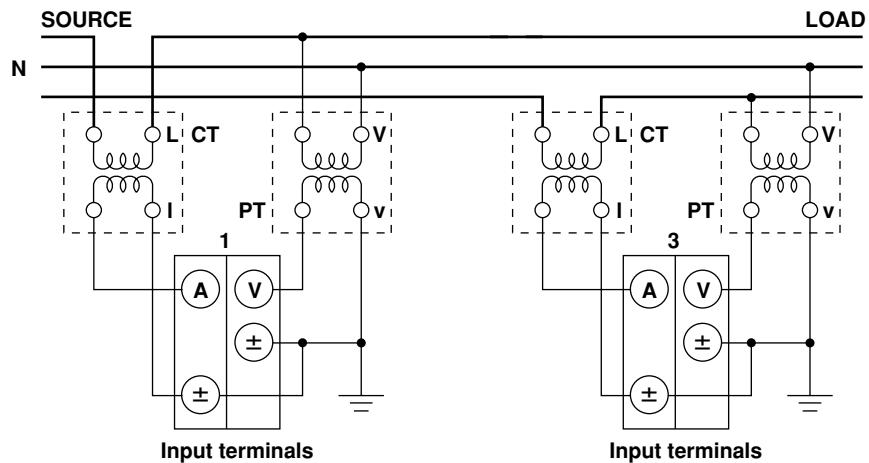 SOURCE LOAD
N
L CT V L CT V
l PT v l PT v
1 3
A V A V
± ±
± ±
Input terminals Input terminals